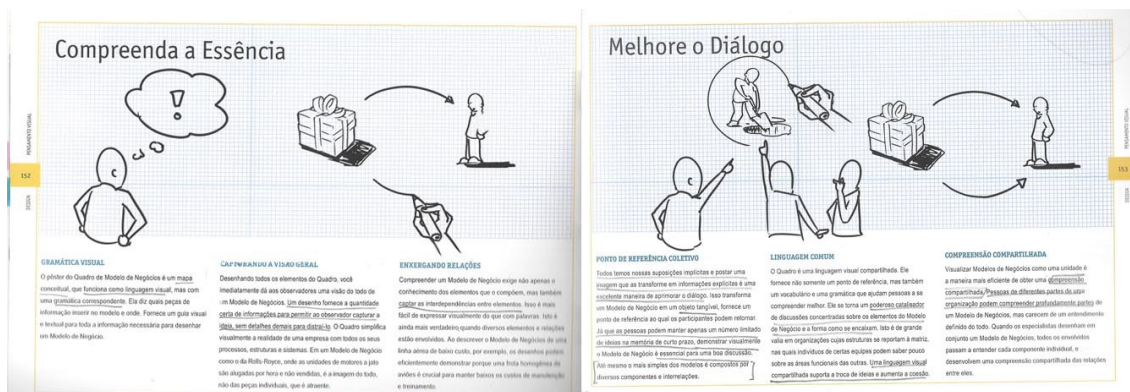 Compreenda a Essência
PENSAMENTO VISUAL
152
DESIGN
GRAMÁTICA VISUAL
O pôster do Quadro de Modelo de Negócios é um mapa
conceitual, que funciona como linguagem visual, mas com
uma gramática correspondente. Ela diz quais peças de
informação inserir no modelo e onde. Fornece um guia visual
e textual para toda a informação necessária para desenhar
um Modelo de Negócio.
CAPTURANDO A VISÃO GERAL
Desenhando todos os elementos do Quadro, você
imediatamente dá aos observadores uma visão do todo de
um Modelo de Negócios. Um desenho fornece a quantidade
certa de informações para permitir ao observador capturar a
ideia, sem detalhes demais para distraí-lo. O Quadro simplifica
visualmente a realidade de uma empresa com todos os seus
processos, estruturas e sistemas. Em um Modelo de Negócio
como o da Rolls-Royce, onde as unidades de motores a jato
são alugadas por hora e não vendidas, é a imagem do todo,
não das peças individuais, que é atraente.
ENXERGANDO RELAÇÕES
Compreender um Modelo de Negócio exige não apenas o
conhecimento dos elementos que o compõem, mas também
captar as interdependências entre elementos. Isso é mais
fácil de expressar visualmente do que com palavras. Isto é
ainda mais verdadeiro quando diversos elementos e relações
estão envolvidos. Ao descrever o Modelo de Negócios de uma
linha aérea de baixo custo, por exemplo, os desenhos podem
eficientemente demonstrar porque uma frota homogênea de
aviões é crucial para manter baixos os custos de manutenção
e treinamento.
Melhore o Diálogo
PENSAMENTO VISUAL
153
DESIGN
PONTO DE REFERÊNCIA COLETIVO
Todos temos nossas suposições implícitas e postar uma
imagem que as transforme em informações explícitas é uma
excelente maneira de aprimorar o diálogo. Isso transforma
um Modelo de Negócio em um objeto tangível, fornece um
ponto de referência ao qual os participantes podem retornar.
Já que as pessoas podem manter apenas um número limitado
de ideias na memória de curto prazo, demonstrar visualmente
o Modelo de Negócio é essencial para uma boa discussão.
Até mesmo o mais simples dos modelos é composto por
diversos componentes e interrelações.
LINGUAGEM COMUM
O Quadro é uma linguagem visual compartilhada. Ele
fornece não somente um ponto de referência, mas também
um vocabulário e uma gramática que ajudam pessoas a se
compreender melhor. Ele se torna um poderoso catalisador
de discussões concentradas sobre os elementos do Modelo
de Negócio e a forma como se encaixam. Isto é de grande
valia em organizações cujas estruturas se reportam à matriz,
nas quais indivíduos de certas equipes podem saber pouco
sobre as áreas funcionais das outras. Uma linguagem visual
compartilhada suporta a troca de ideias e aumenta a coesão.
COMPREENSÃO COMPARTILHADA
Visualizar Modelos de Negócios como uma unidade é
a maneira mais eficiente de obter uma compreensão
compartilhada. Pessoas de diferentes partes de uma
organização podem compreender profundamente partes de
um Modelo de Negócios, mas carecem de um entendimento
definido do todo. Quando os especialistas desenham em
conjunto um Modelo de Negócios, todos os envolvidos
passam a entender cada componente individual, e
desenvolvem uma compreensão compartilhada das relações
entre eles.